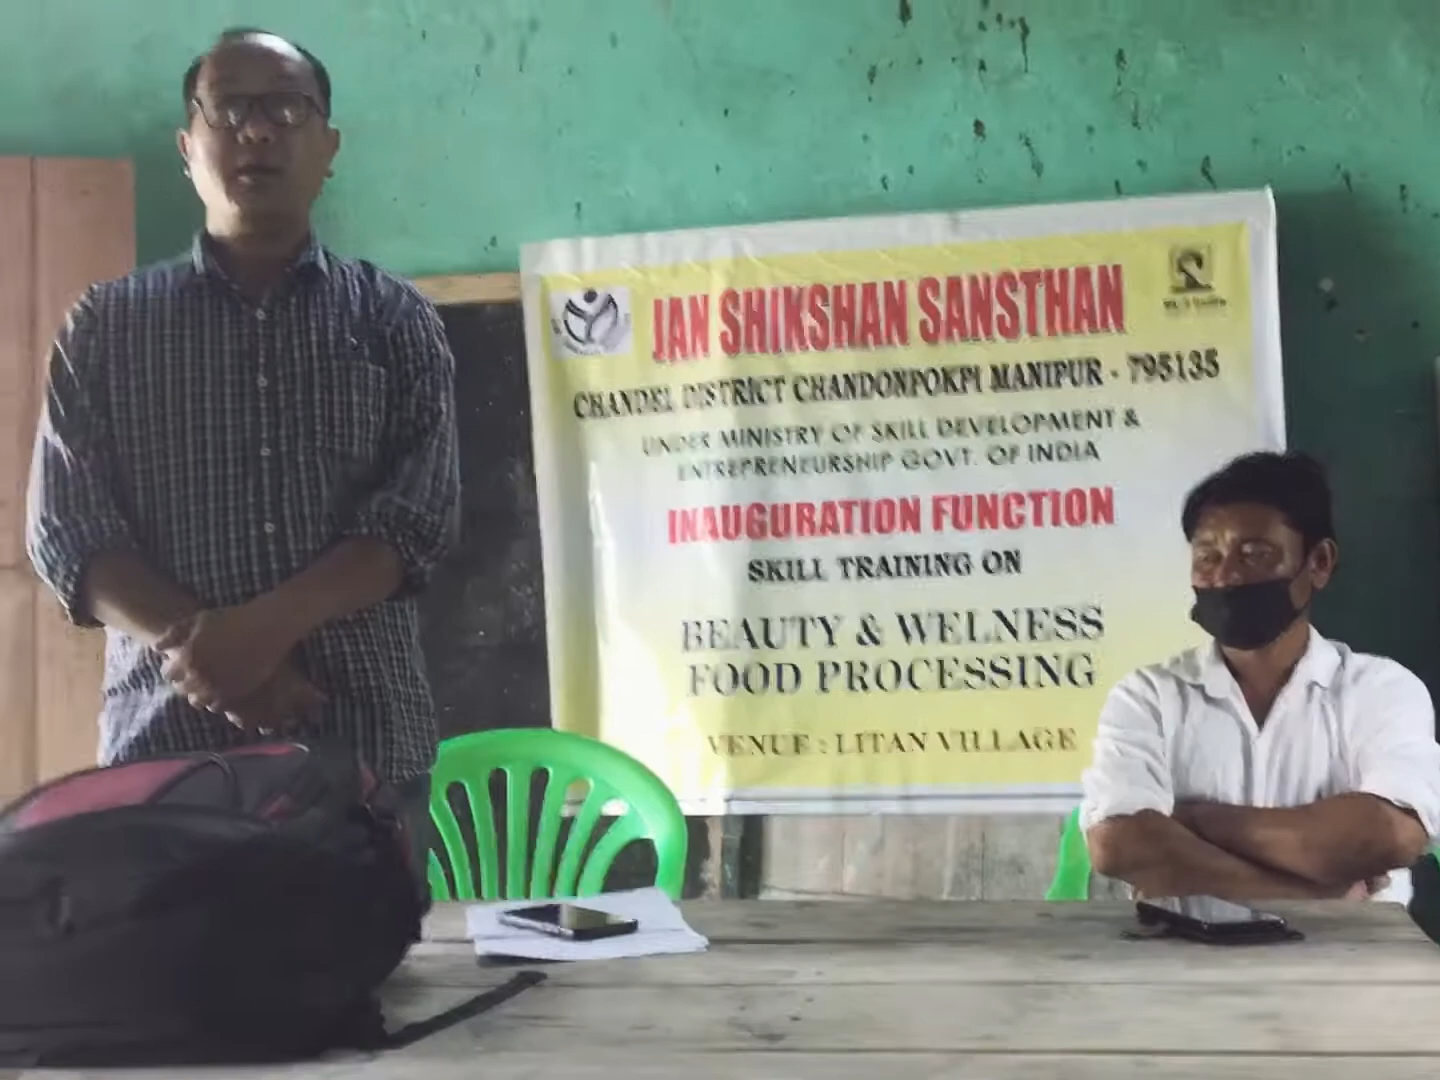 JAN SHIKSHAN SANSTHAN
CHANDEL DISTRICT CHANDONPOKPI MANIPUR - 795135
UNDER MINISTRY OF SKILL DEVELOPMENT &
ENTREPRENEURSHIP GOVT. OF INDIA
INAUGURATION FUNCTION
SKILL TRAINING ON
BEAUTY & WELNESS
FOOD PROCESSING
VENUE : LITAN VILLAGE